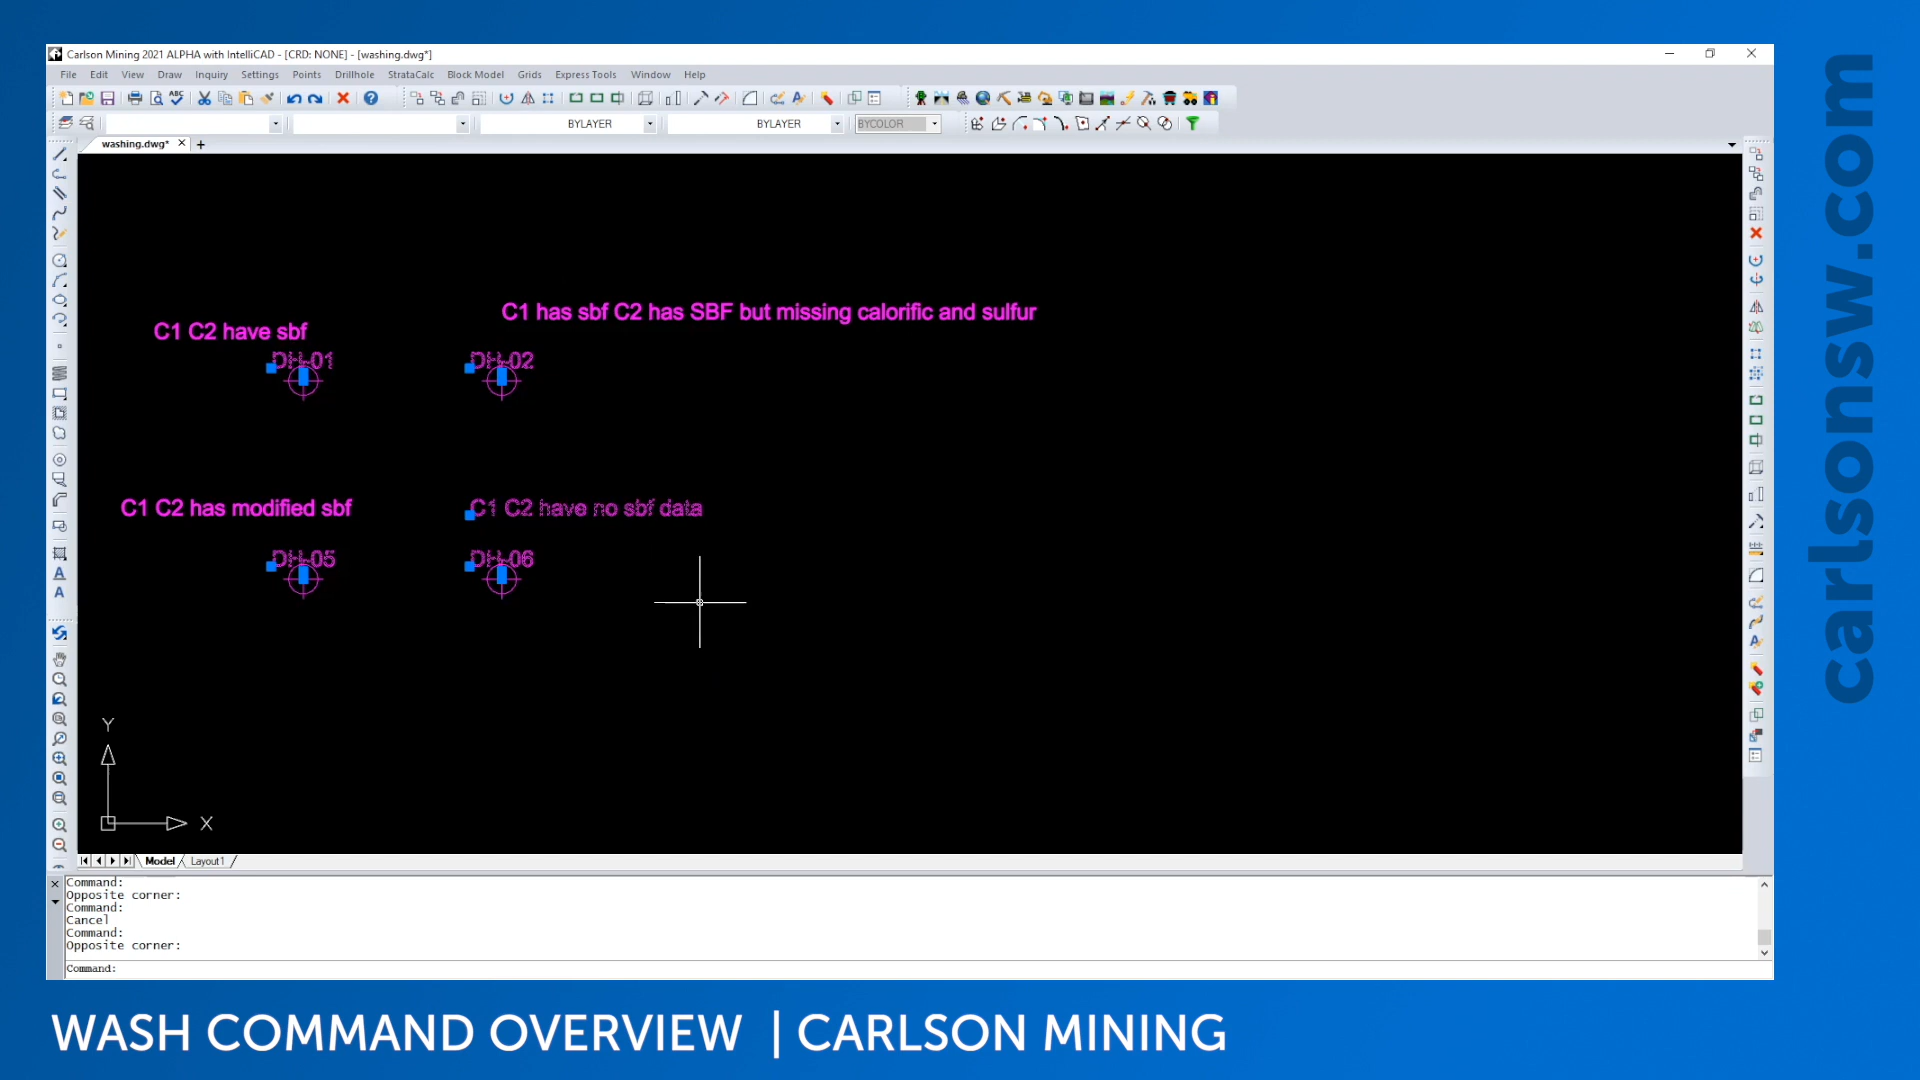 Carlson Mining 2021 ALPHA with IntelliCAD - [CRD: NONE] - [washing.dwg*]
File Edit View Draw Inquiry Settings Points Drillhole StrataCalc Block Model Grids Express Tools Window Help
BYLAYER BYLAYER BYCOLOR
washing.dwg*
C1 has sbf C2 has SBF but missing calorific and sulfur
C1 C2 have sbf
DH-01 DH-02
C1 C2 has modified sbf C1 C2 have no sbf data
DH-05 DH-06
Y
X
Model Layout1
Command:
Opposite corner:
Command:
Cancel
Command:
Opposite corner:
Command:
carlsonsw.com
WASH COMMAND OVERVIEW | CARLSON MINING